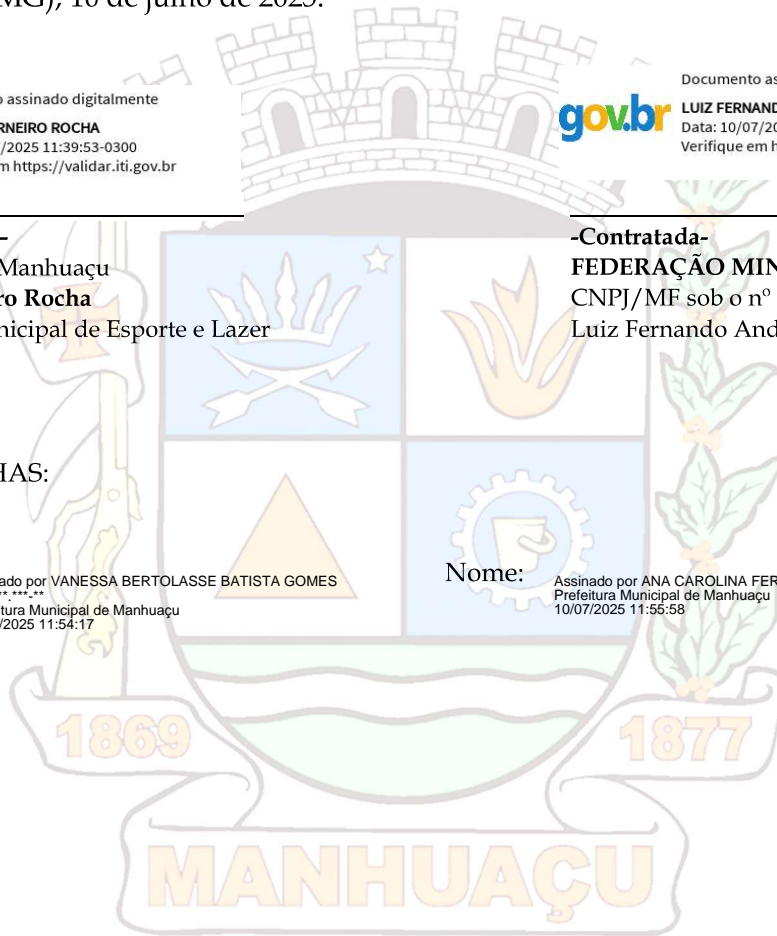 MG), 10 de julho de 2025.
o assinado digitalmente
RNEIRO ROCHA
/2025 11:39:53-0300
m https://validar.iti.gov.br
gov.br
Documento as
LUIZ FERNAND
Data: 10/07/20
Verifique em h
-
Manhuaçu
ro Rocha
nicipal de Esporte e Lazer
-Contratada-
FEDERAÇÃO MIN
CNPJ/MF sob o nº
Luiz Fernando And
HAS:
ado por VANESSA BERTOLASSE BATISTA GOMES
**.***-**
itura Municipal de Manhuaçu
/2025 11:54:17
Nome:
Assinado por ANA CAROLINA FER
Prefeitura Municipal de Manhuaçu
10/07/2025 11:55:58
1869
1877
MANHUAÇU